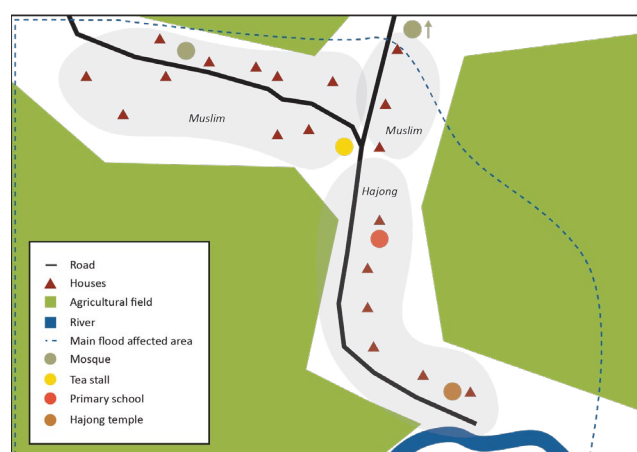 Muslim
Muslim
Hajong
Road
Houses
Agricultural field
River
Main flood affected area
Mosque
Tea stall
Primary school
Hajong temple